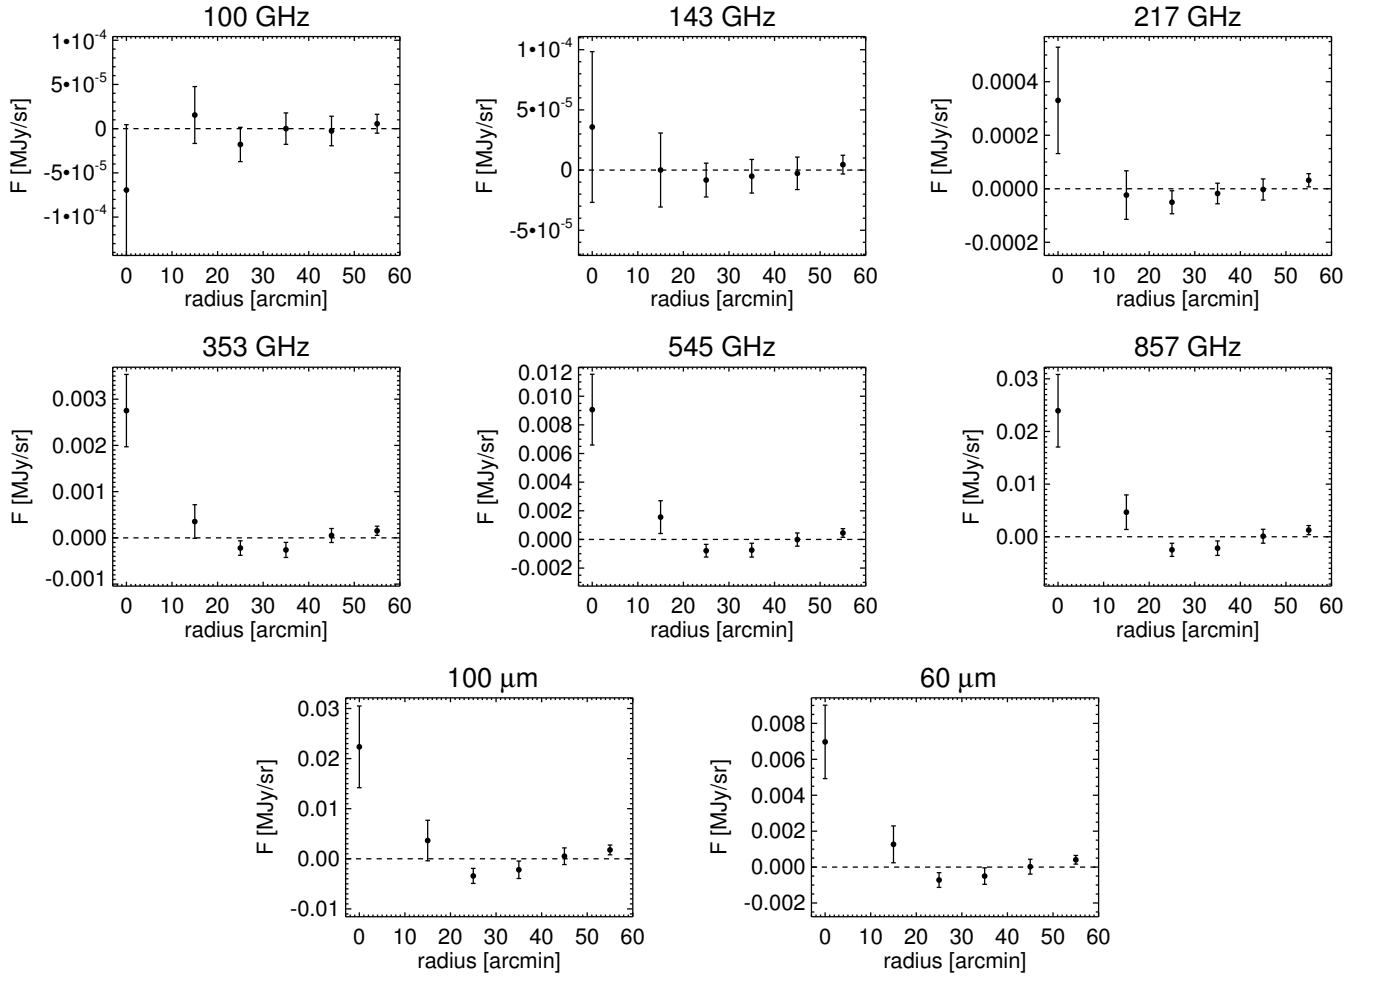 100 GHz
143 GHz
217 GHz
F [MJy/sr]
1•10-4
5•10-5
0
-5•10-5
-1•10-4
0 10 20 30 40 50 60
radius [arcmin]
F [MJy/sr]
1•10-4
5•10-5
0
-5•10-5
0 10 20 30 40 50 60
radius [arcmin]
F [MJy/sr]
0.0004
0.0002
0.0000
-0.0002
0 10 20 30 40 50 60
radius [arcmin]
353 GHz
545 GHz
857 GHz
F [MJy/sr]
0.003
0.002
0.001
0.000
-0.001
0 10 20 30 40 50 60
radius [arcmin]
F [MJy/sr]
0.012
0.010
0.008
0.006
0.004
0.002
0.000
-0.002
0 10 20 30 40 50 60
radius [arcmin]
F [MJy/sr]
0.03
0.02
0.01
0.00
0 10 20 30 40 50 60
radius [arcmin]
100 μm
60 μm
F [MJy/sr]
0.03
0.02
0.01
0.00
-0.01
0 10 20 30 40 50 60
radius [arcmin]
F [MJy/sr]
0.008
0.006
0.004
0.002
0.000
-0.002
0 10 20 30 40 50 60
radius [arcmin]